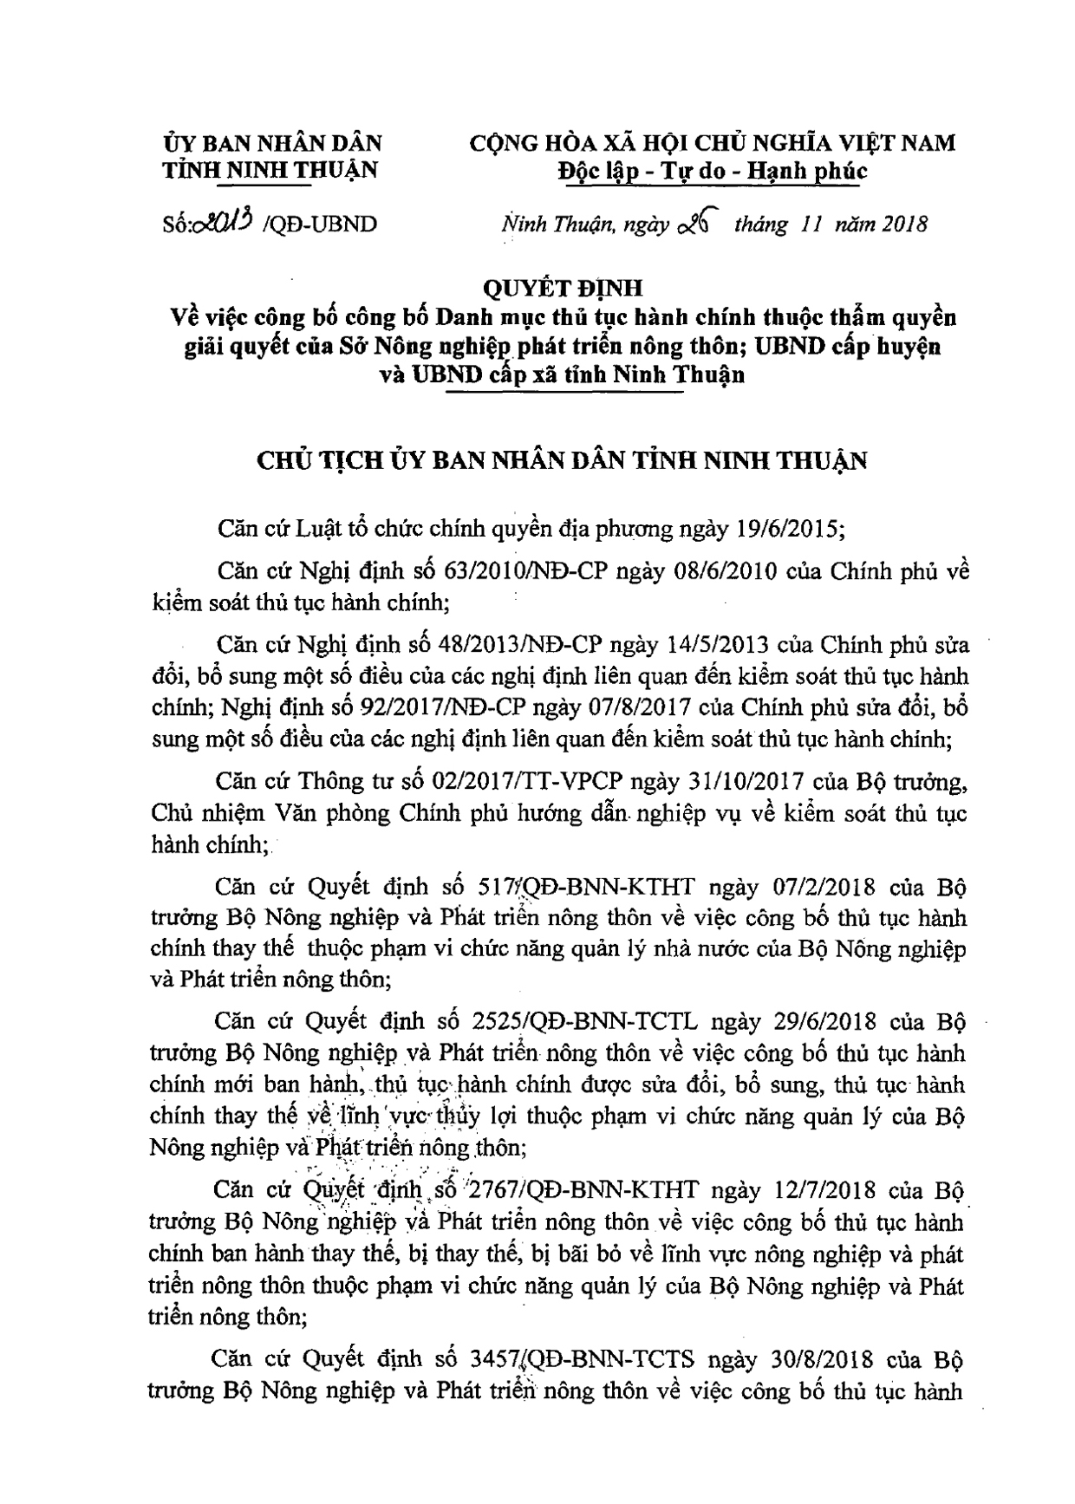 ỦY BAN NHÂN DÂN
TỈNH NINH THUẬN
CỘNG HÒA XÃ HỘI CHỦ NGHĨA VIỆT NAM
Độc lập - Tự do - Hạnh phúc
Số:2013 /QĐ-UBND
Ninh Thuận, ngày 26 tháng 11 năm 2018
QUYẾT ĐỊNH
Về việc công bố công bố Danh mục thủ tục hành chính thuộc thẩm quyền
giải quyết của Sở Nông nghiệp phát triển nông thôn; UBND cấp huyện
và UBND cấp xã tỉnh Ninh Thuận
CHỦ TỊCH ỦY BAN NHÂN DÂN TỈNH NINH THUẬN
Căn cứ Luật tổ chức chính quyền địa phương ngày 19/6/2015;
Căn cứ Nghị định số 63/2010/NĐ-CP ngày 08/6/2010 của Chính phủ về
kiểm soát thủ tục hành chính;
Căn cứ Nghị định số 48/2013/NĐ-CP ngày 14/5/2013 của Chính phủ sửa
đổi, bổ sung một số điều của các nghị định liên quan đến kiểm soát thủ tục hành
chính; Nghị định số 92/2017/NĐ-CP ngày 07/8/2017 của Chính phủ sửa đổi, bổ
sung một số điều của các nghị định liên quan đến kiểm soát thủ tục hành chính;
Căn cứ Thông tư số 02/2017/TT-VPCP ngày 31/10/2017 của Bộ trưởng,
Chủ nhiệm Văn phòng Chính phủ hướng dẫn nghiệp vụ về kiểm soát thủ tục
hành chính;
Căn cứ Quyết định số 517/QĐ-BNN-KTHT ngày 07/2/2018 của Bộ
trưởng Bộ Nông nghiệp và Phát triển nông thôn về việc công bố thủ tục hành
chính thay thế thuộc phạm vi chức năng quản lý nhà nước của Bộ Nông nghiệp
và Phát triển nông thôn;
Căn cứ Quyết định số 2525/QĐ-BNN-TCTL ngày 29/6/2018 của Bộ
trưởng Bộ Nông nghiệp và Phát triển nông thôn về việc công bố thủ tục hành
chính mới ban hành, thủ tục hành chính được sửa đổi, bổ sung, thủ tục hành
chính thay thế về lĩnh vực thủy lợi thuộc phạm vi chức năng quản lý của Bộ
Nông nghiệp và Phát triển nông thôn;
Căn cứ Quyết định số 2767/QĐ-BNN-KTHT ngày 12/7/2018 của Bộ
trưởng Bộ Nông nghiệp và Phát triển nông thôn về việc công bố thủ tục hành
chính ban hành thay thế, bị thay thế, bị bãi bỏ về lĩnh vực nông nghiệp và phát
triển nông thôn thuộc phạm vi chức năng quản lý của Bộ Nông nghiệp và Phát
triển nông thôn;
Căn cứ Quyết định số 3457/QĐ-BNN-TCTS ngày 30/8/2018 của Bộ
trưởng Bộ Nông nghiệp và Phát triển nông thôn về việc công bố thủ tục hành